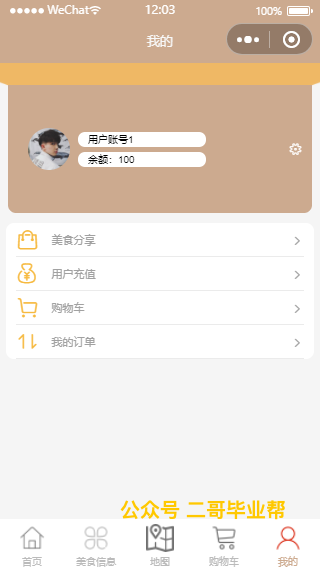 WeChat 12:03 100%
我的
用户账号1
余额：100
美食分享
用户充值
购物车
我的订单
公众号 二哥毕业帮
首页 美食信息 地图 购物车 我的